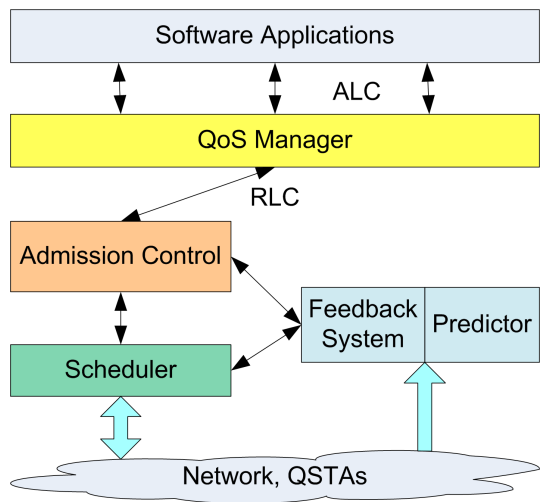 Software Applications
ALC
QoS Manager
RLC
Admission Control
Feedback
System
Predictor
Scheduler
Network, QSTAs